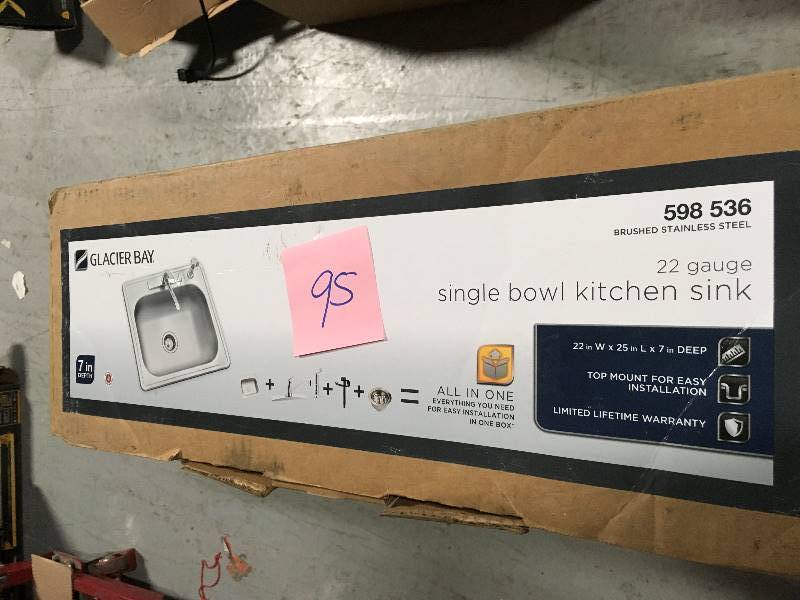 GLACIER BAY
95
598 536
BRUSHED STAINLESS STEEL
22 gauge
single bowl kitchen sink
7 in
DEPTH
ALL IN ONE
EVERYTHING YOU NEED
FOR EASY INSTALLATION
IN ONE BOX™
22 in W x 25 in L x 7 in DEEP
TOP MOUNT FOR EASY
INSTALLATION
LIMITED LIFETIME WARRANTY